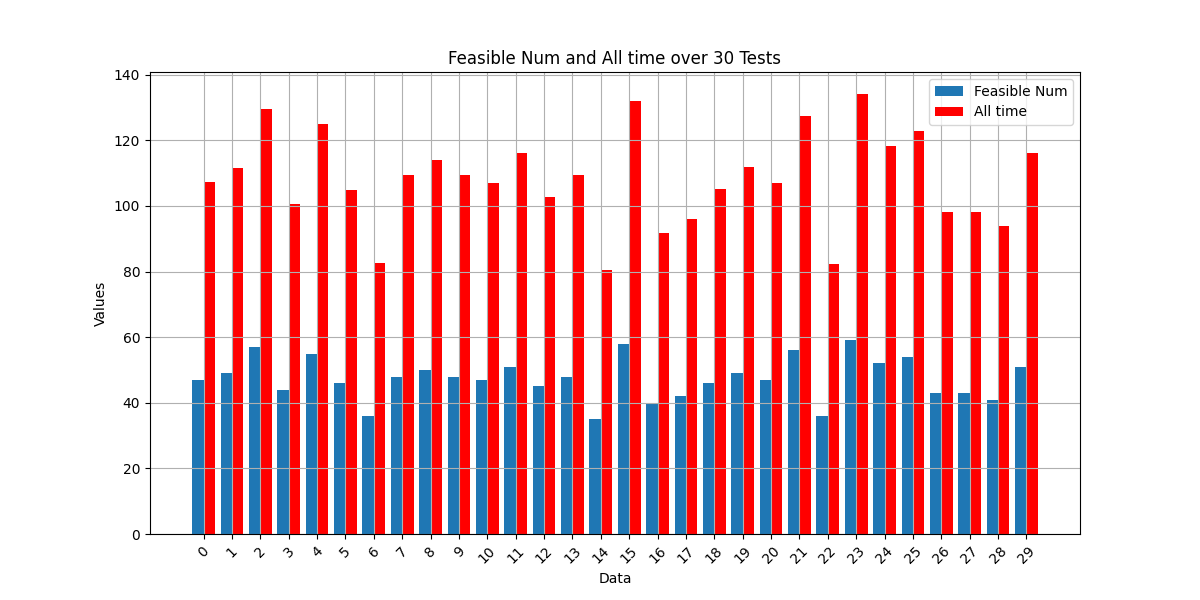 Feasible Num and All time over 30 Tests
Feasible Num
All time
Values
140
120
100
80
60
40
20
0
0 1 2 3 4 5 6 7 8 9 10 11 12 13 14 15 16 17 18 19 20 21 22 23 24 25 26 27 28 29
Data